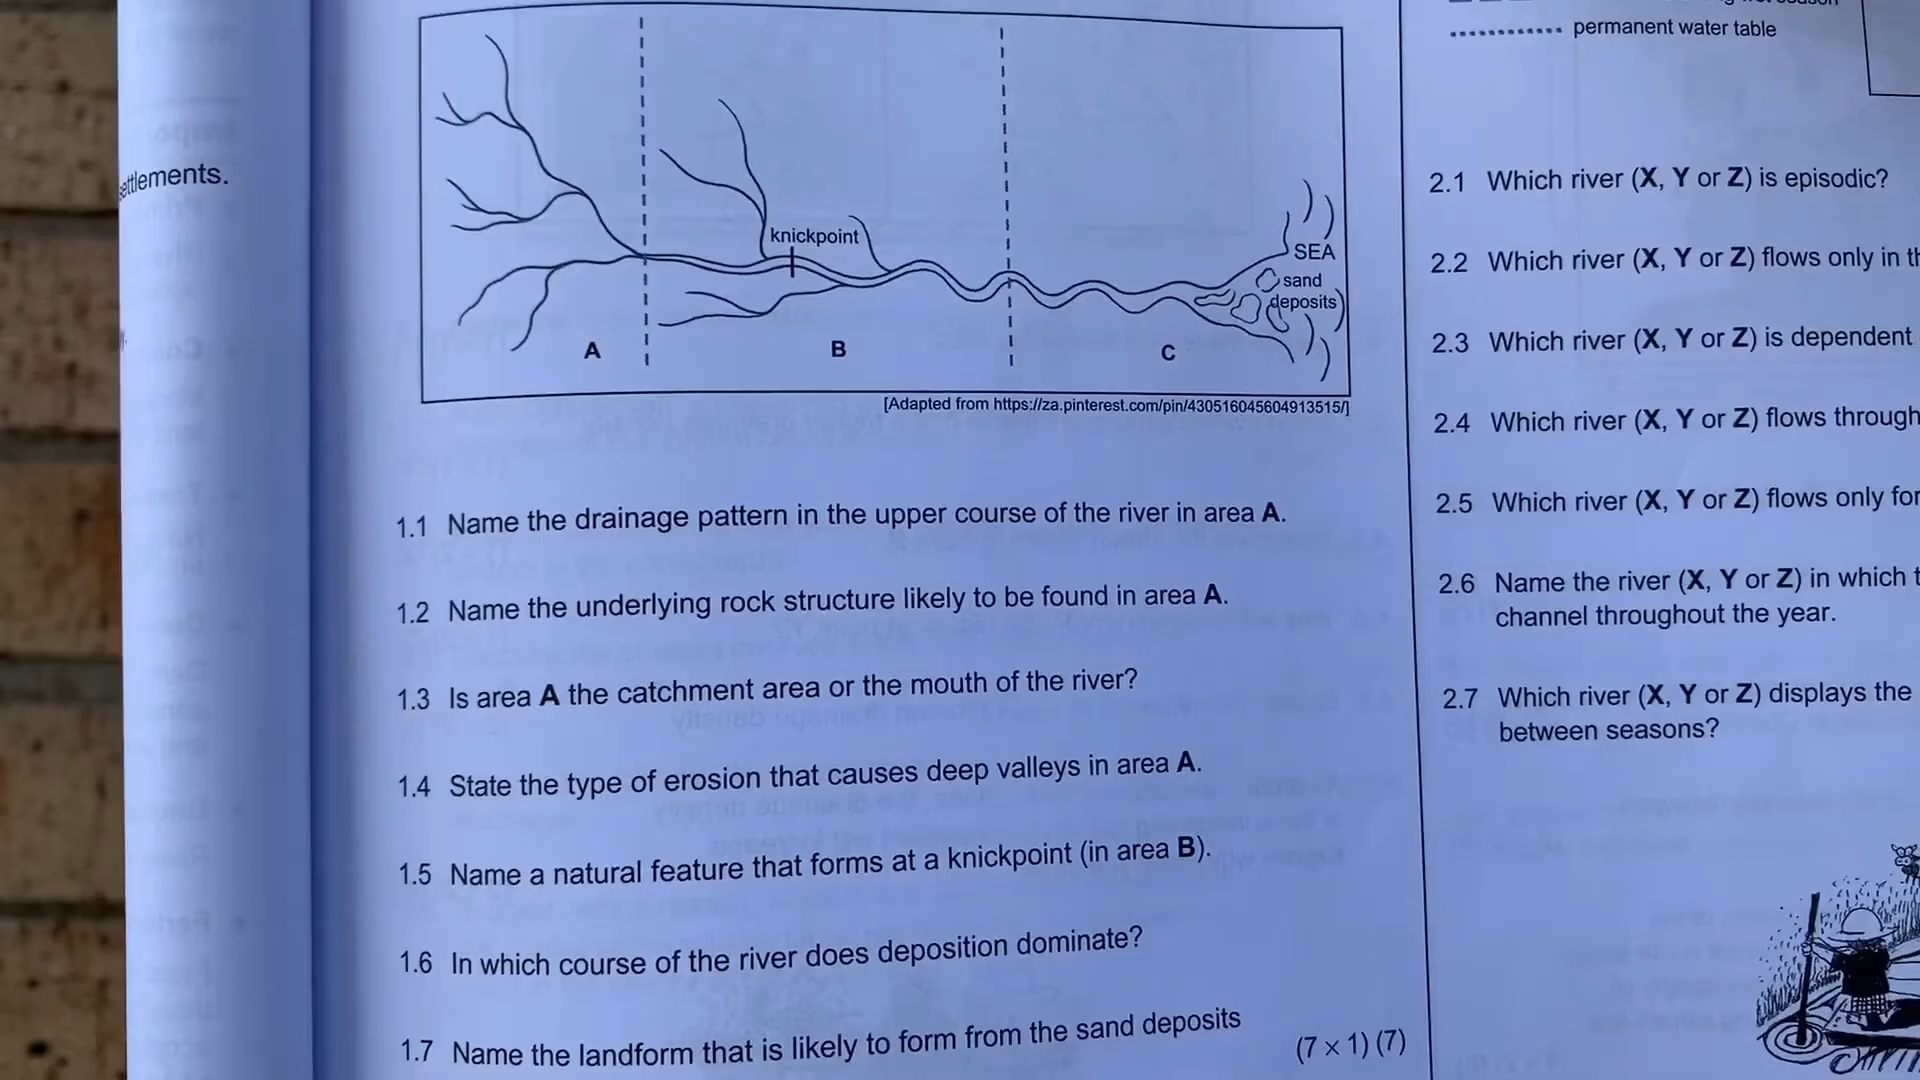 settlements.
knickpoint
SEA
sand
deposits
A
B
C
[Adapted from https://za.pinterest.com/pin/430516045604913515/]
1.1 Name the drainage pattern in the upper course of the river in area A.
1.2 Name the underlying rock structure likely to be found in area A.
1.3 Is area A the catchment area or the mouth of the river?
1.4 State the type of erosion that causes deep valleys in area A.
1.5 Name a natural feature that forms at a knickpoint (in area B).
1.6 In which course of the river does deposition dominate?
1.7 Name the landform that is likely to form from the sand deposits
(7 x 1) (7)
permanent water table
2.1 Which river (X, Y or Z) is episodic?
2.2 Which river (X, Y or Z) flows only in
2.3 Which river (X, Y or Z) is dependent
2.4 Which river (X, Y or Z) flows through
2.5 Which river (X, Y or Z) flows only for
2.6 Name the river (X, Y or Z) in which
channel throughout the year.
2.7 Which river (X, Y or Z) displays the
between seasons?